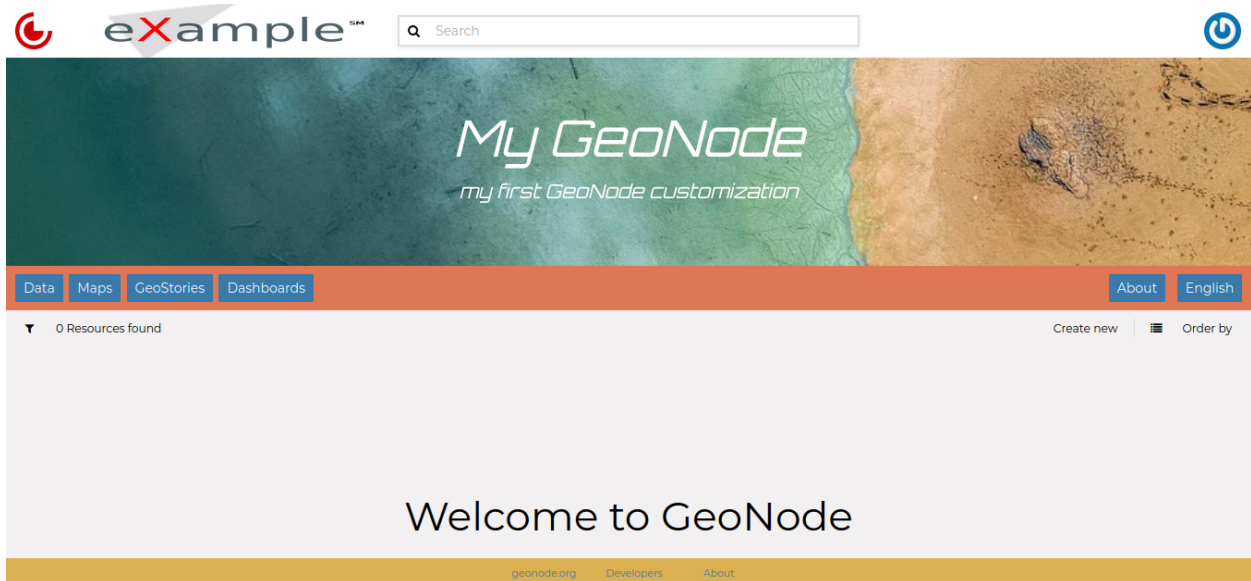 eXample℠
Search
My GeoNode
my first GeoNode customization
Data Maps GeoStories Dashboards About English
0 Resources found Create new Order by
Welcome to GeoNode
geonode.org Developers About